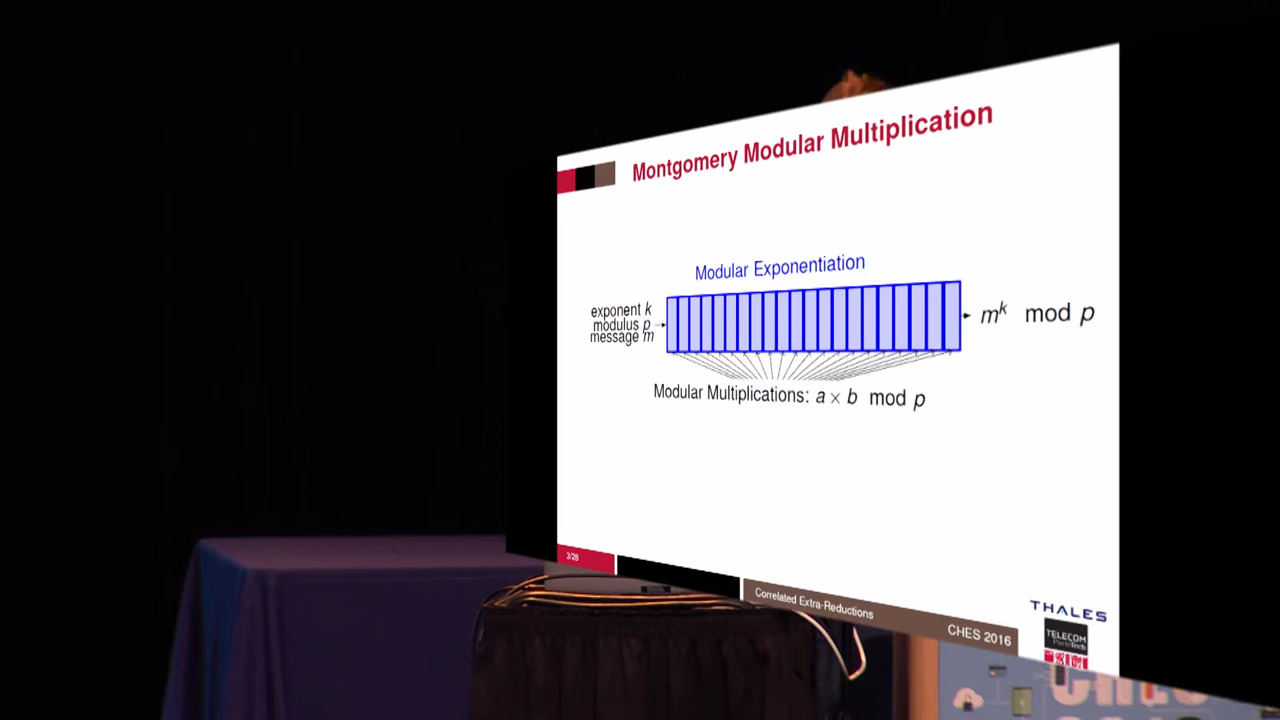 Montgomery Modular Multiplication
Modular Exponentiation
exponent k
modulus p
message m
m^k mod p
Modular Multiplications: a × b mod p
3/28
Correlated Extra-Reductions
CHES 2016
THALES
TELECOM
ParisTech